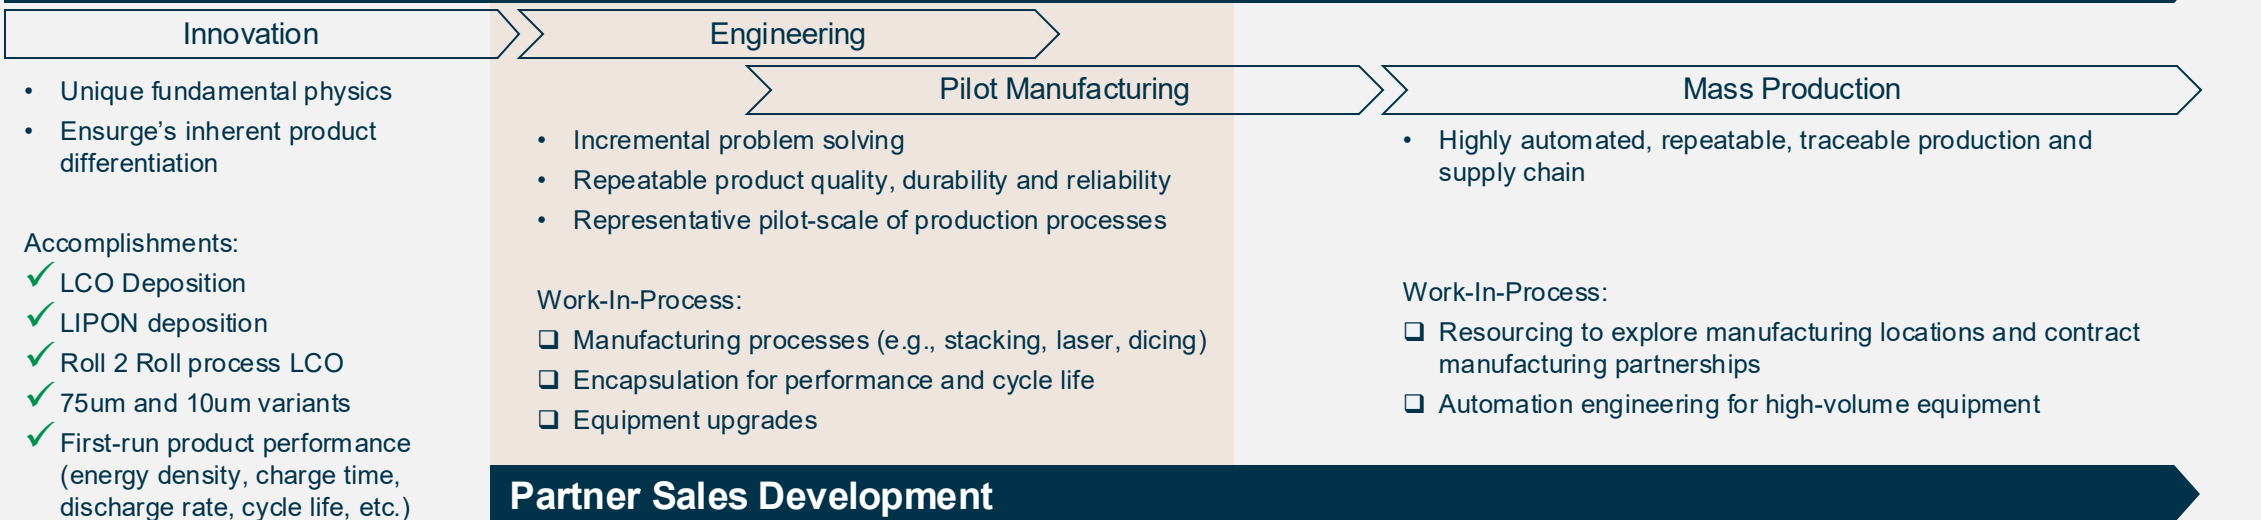 Innovation
Engineering
Pilot Manufacturing
Mass Production
• Unique fundamental physics
• Ensurge’s inherent product
differentiation
Accomplishments:
✓ LCO Deposition
✓ LIPON deposition
✓ Roll 2 Roll process LCO
✓ 75um and 10um variants
✓ First-run product performance
(energy density, charge time,
discharge rate, cycle life, etc.)
• Incremental problem solving
• Repeatable product quality, durability and reliability
• Representative pilot-scale of production processes
Work-In-Process:
❑ Manufacturing processes (e.g., stacking, laser, dicing)
❑ Encapsulation for performance and cycle life
❑ Equipment upgrades
• Highly automated, repeatable, traceable production and
supply chain
Work-In-Process:
❑ Resourcing to explore manufacturing locations and contract
manufacturing partnerships
❑ Automation engineering for high-volume equipment
Partner Sales Development